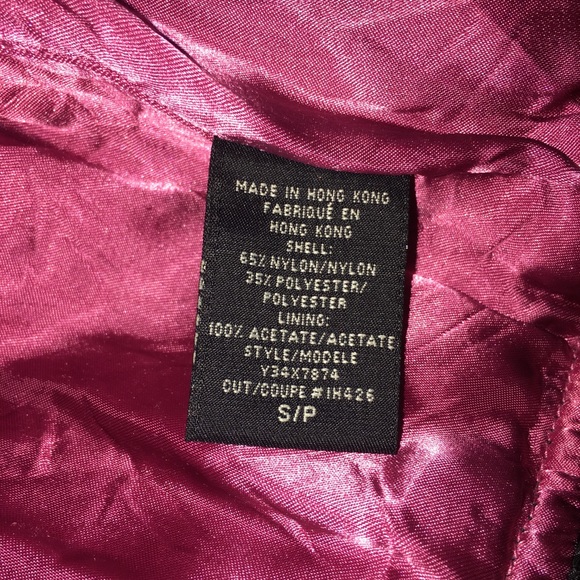 MADE IN HONG KONG
FABRIQUÉ EN
HONG KONG
SHELL:
65% NYLON/NYLON
35% POLYESTER/
POLYESTER
LINING:
100% ACETATE/ACETATE
STYLE/MODELE
Y34X7874
CUT/COUPE #1H426
S/P